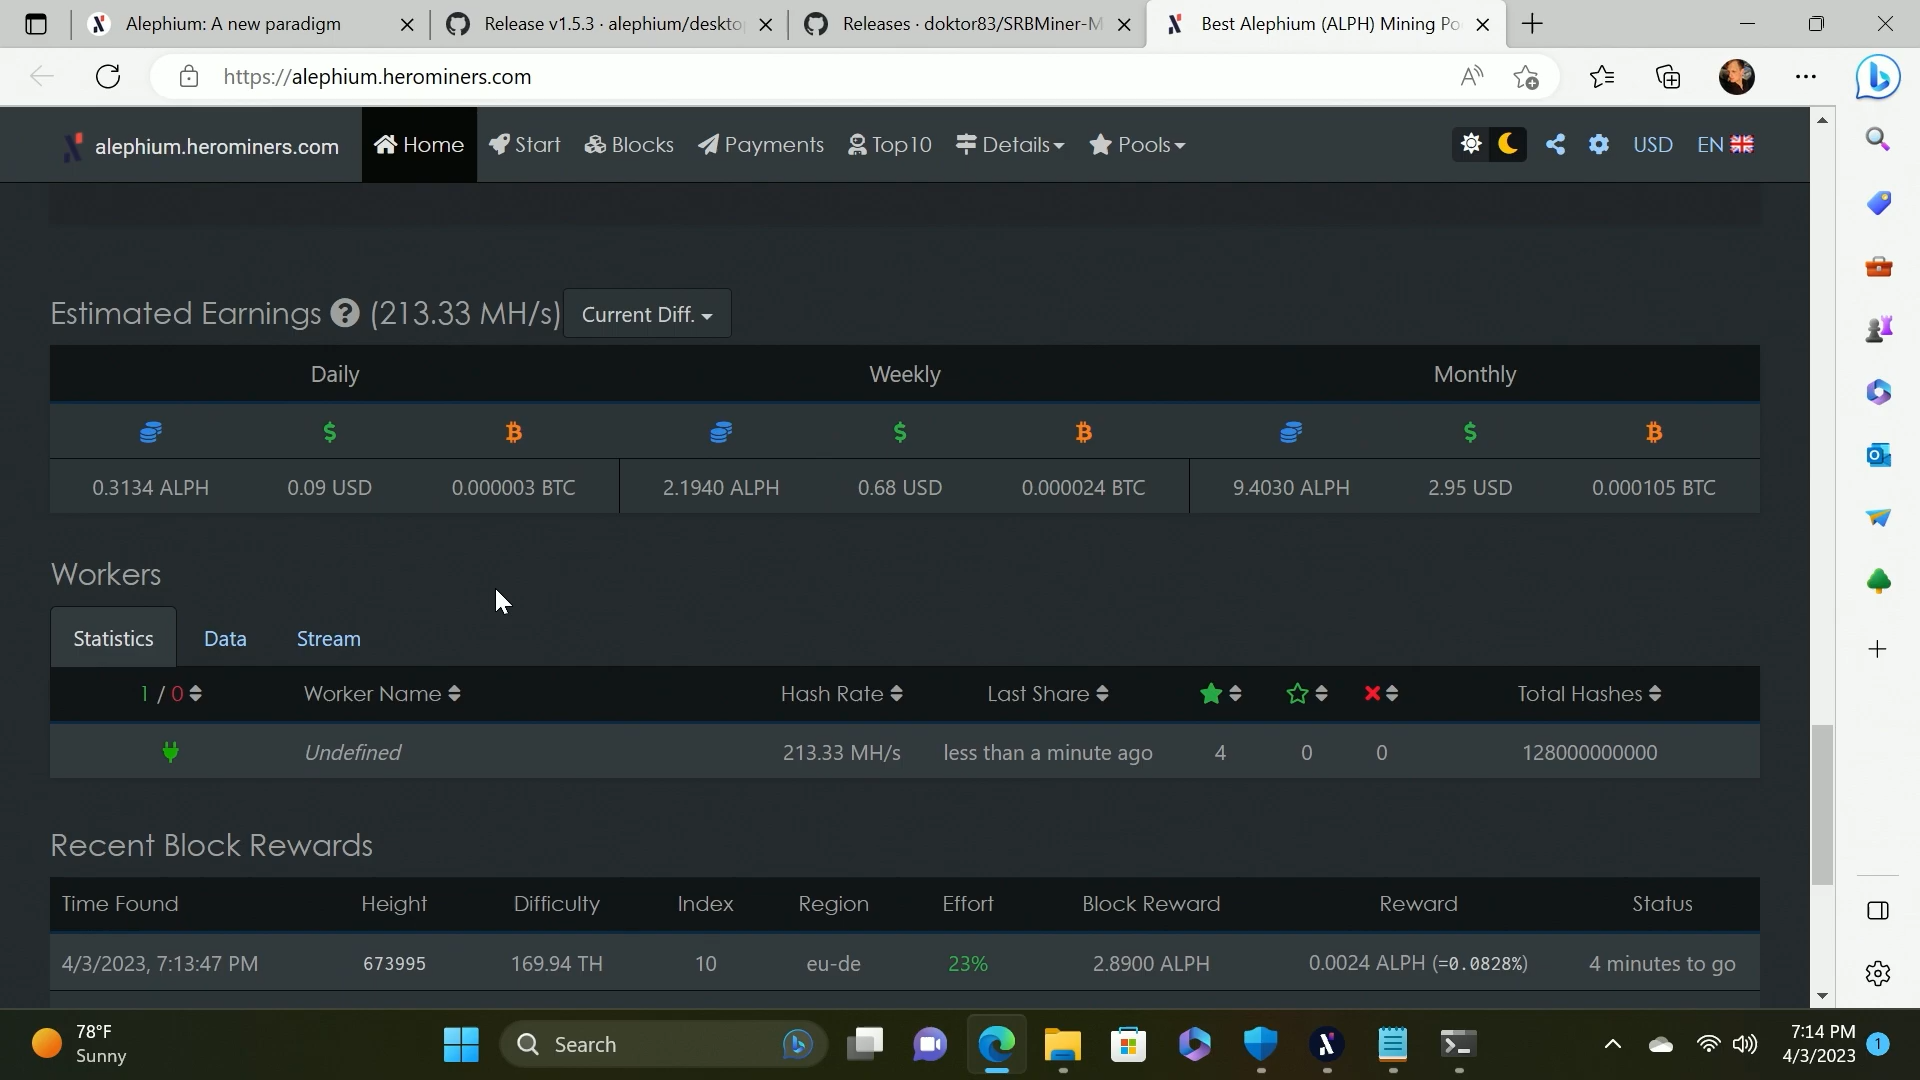 Alephium: A new paradigm
Release v1.5.3 · alephium/deskto
Releases · doktor83/SRBMiner-M
Best Alephium (ALPH) Mining Po
https://alephium.herominers.com
alephium.herominers.com
Home
Start
Blocks
Payments
Top10
Details
Pools
USD
EN
Estimated Earnings ? (213.33 MH/s)
Current Diff.
Daily Weekly Monthly
0.3134 ALPH 0.09 USD 0.000003 BTC 2.1940 ALPH 0.68 USD 0.000024 BTC 9.4030 ALPH 2.95 USD 0.000105 BTC
Workers
Statistics Data Stream
1 / 0 Worker Name Hash Rate Last Share Total Hashes
Undefined 213.33 MH/s less than a minute ago 4 0 0 128000000000
Recent Block Rewards
Time Found Height Difficulty Index Region Effort Block Reward Reward Status
4/3/2023, 7:13:47 PM 673995 169.94 TH 10 eu-de 23% 2.8900 ALPH 0.0024 ALPH (=0.0828%) 4 minutes to go
78°F
Sunny
Search
7:14 PM
4/3/2023
1